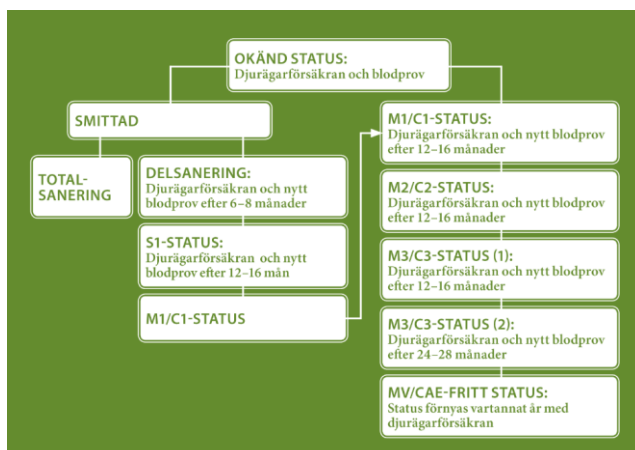 OKÄND STATUS:
Djurägarförsäkran och blodprov
SMITTAD
TOTAL-
SANERING
DELSANERING:
Djurägarförsäkran och nytt
blodprov efter 6–8 månader
S1-STATUS:
Djurägarförsäkran och nytt
blodprov efter 12–16 mån
M1/C1-STATUS
M1/C1-STATUS:
Djurägarförsäkran och nytt blodprov
efter 12–16 månader
M2/C2-STATUS:
Djurägarförsäkran och nytt blodprov
efter 12–16 månader
M3/C3-STATUS (1):
Djurägarförsäkran och nytt blodprov
efter 12–16 månader
M3/C3-STATUS (2):
Djurägarförsäkran och nytt blodprov
efter 24–28 månader
MV/CAE-FRITT STATUS:
Status förnyas vartannat år med
djurägarförsäkran